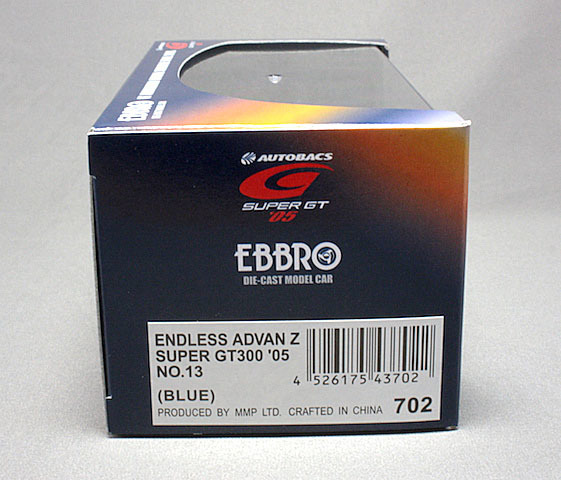 AUTOBACS
SUPER GT
'05
EBBRO
DIE-CAST MODEL CAR
ENDLESS ADVAN Z
SUPER GT300 '05
NO.13
(BLUE)
4 526175 43702
PRODUCED BY MMP LTD. CRAFTED IN CHINA 702
EBBRO